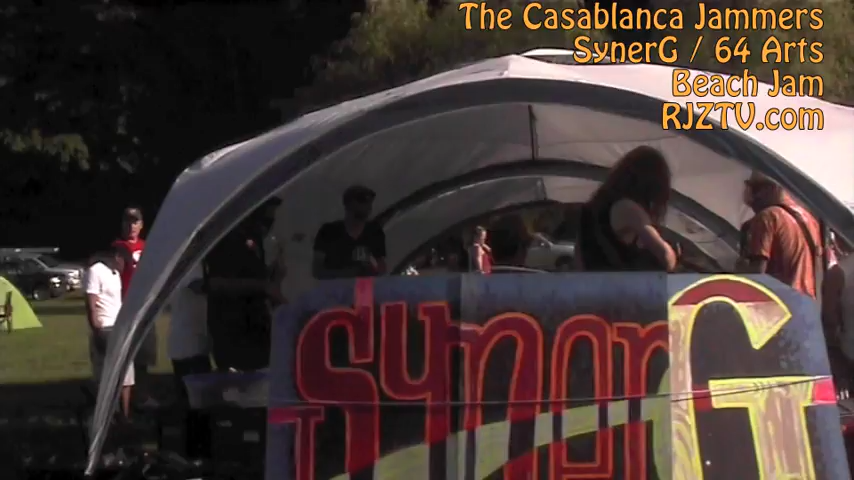 The Casablanca Jammers
SynerG / 64 Arts
Beach Jam
RJZTV.com
SynerG